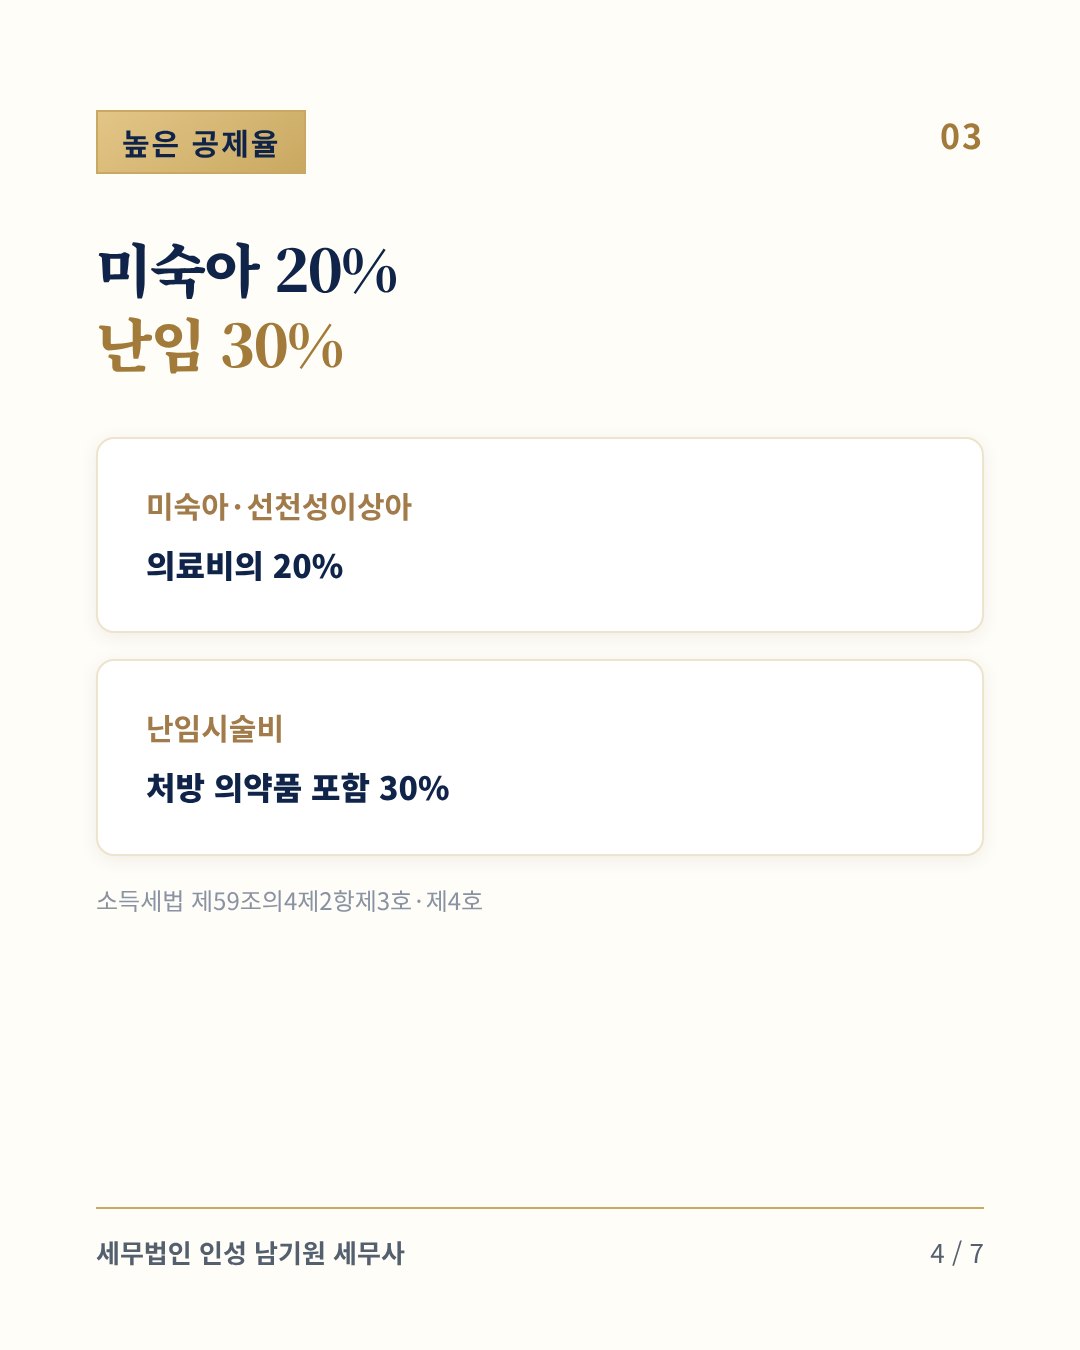 높은 공제율
03
미숙아 20%
난임 30%
미숙아·선천성이상아
의료비의 20%
난임시술비
처방 의약품 포함 30%
소득세법 제59조의4제2항제3호·제4호
세무법인 인성 남기원 세무사
4 / 7